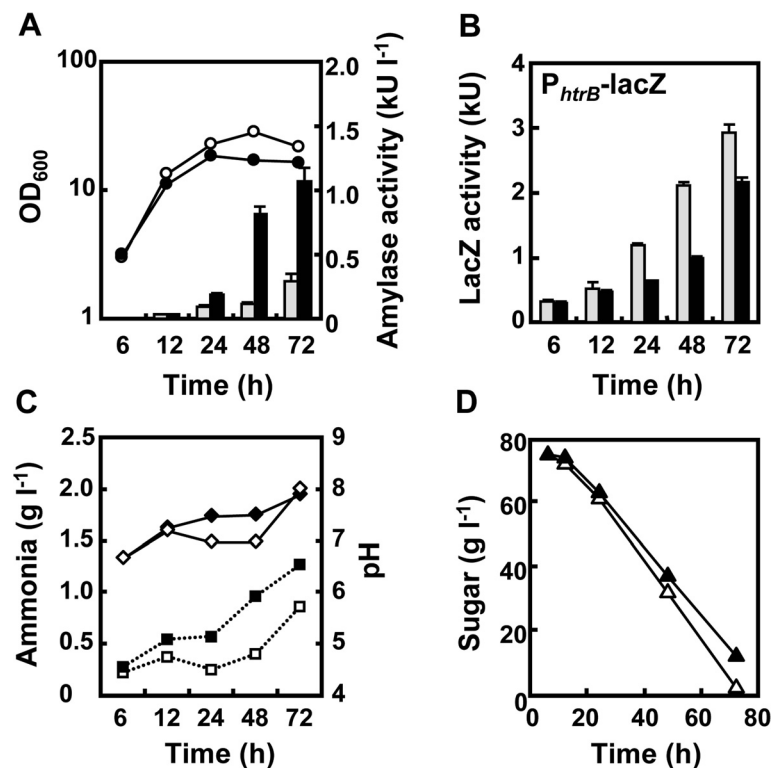 A
OD600
100
10
1
2.0
1.5
1.0
0.5
0
Amylase activity (kU l-1)
6 12 24 48 72
Time (h)
B
PhtrB-lacZ
LacZ activity (kU)
4
3
2
1
0
6 12 24 48 72
Time (h)
C
Ammonia (g l-1)
2.5
2.0
1.5
1.0
0.5
0
9
8
7
6
5
4
pH
6 12 24 48 72
Time (h)
D
Sugar (g l-1)
80
60
40
20
0
0 20 40 60 80
Time (h)